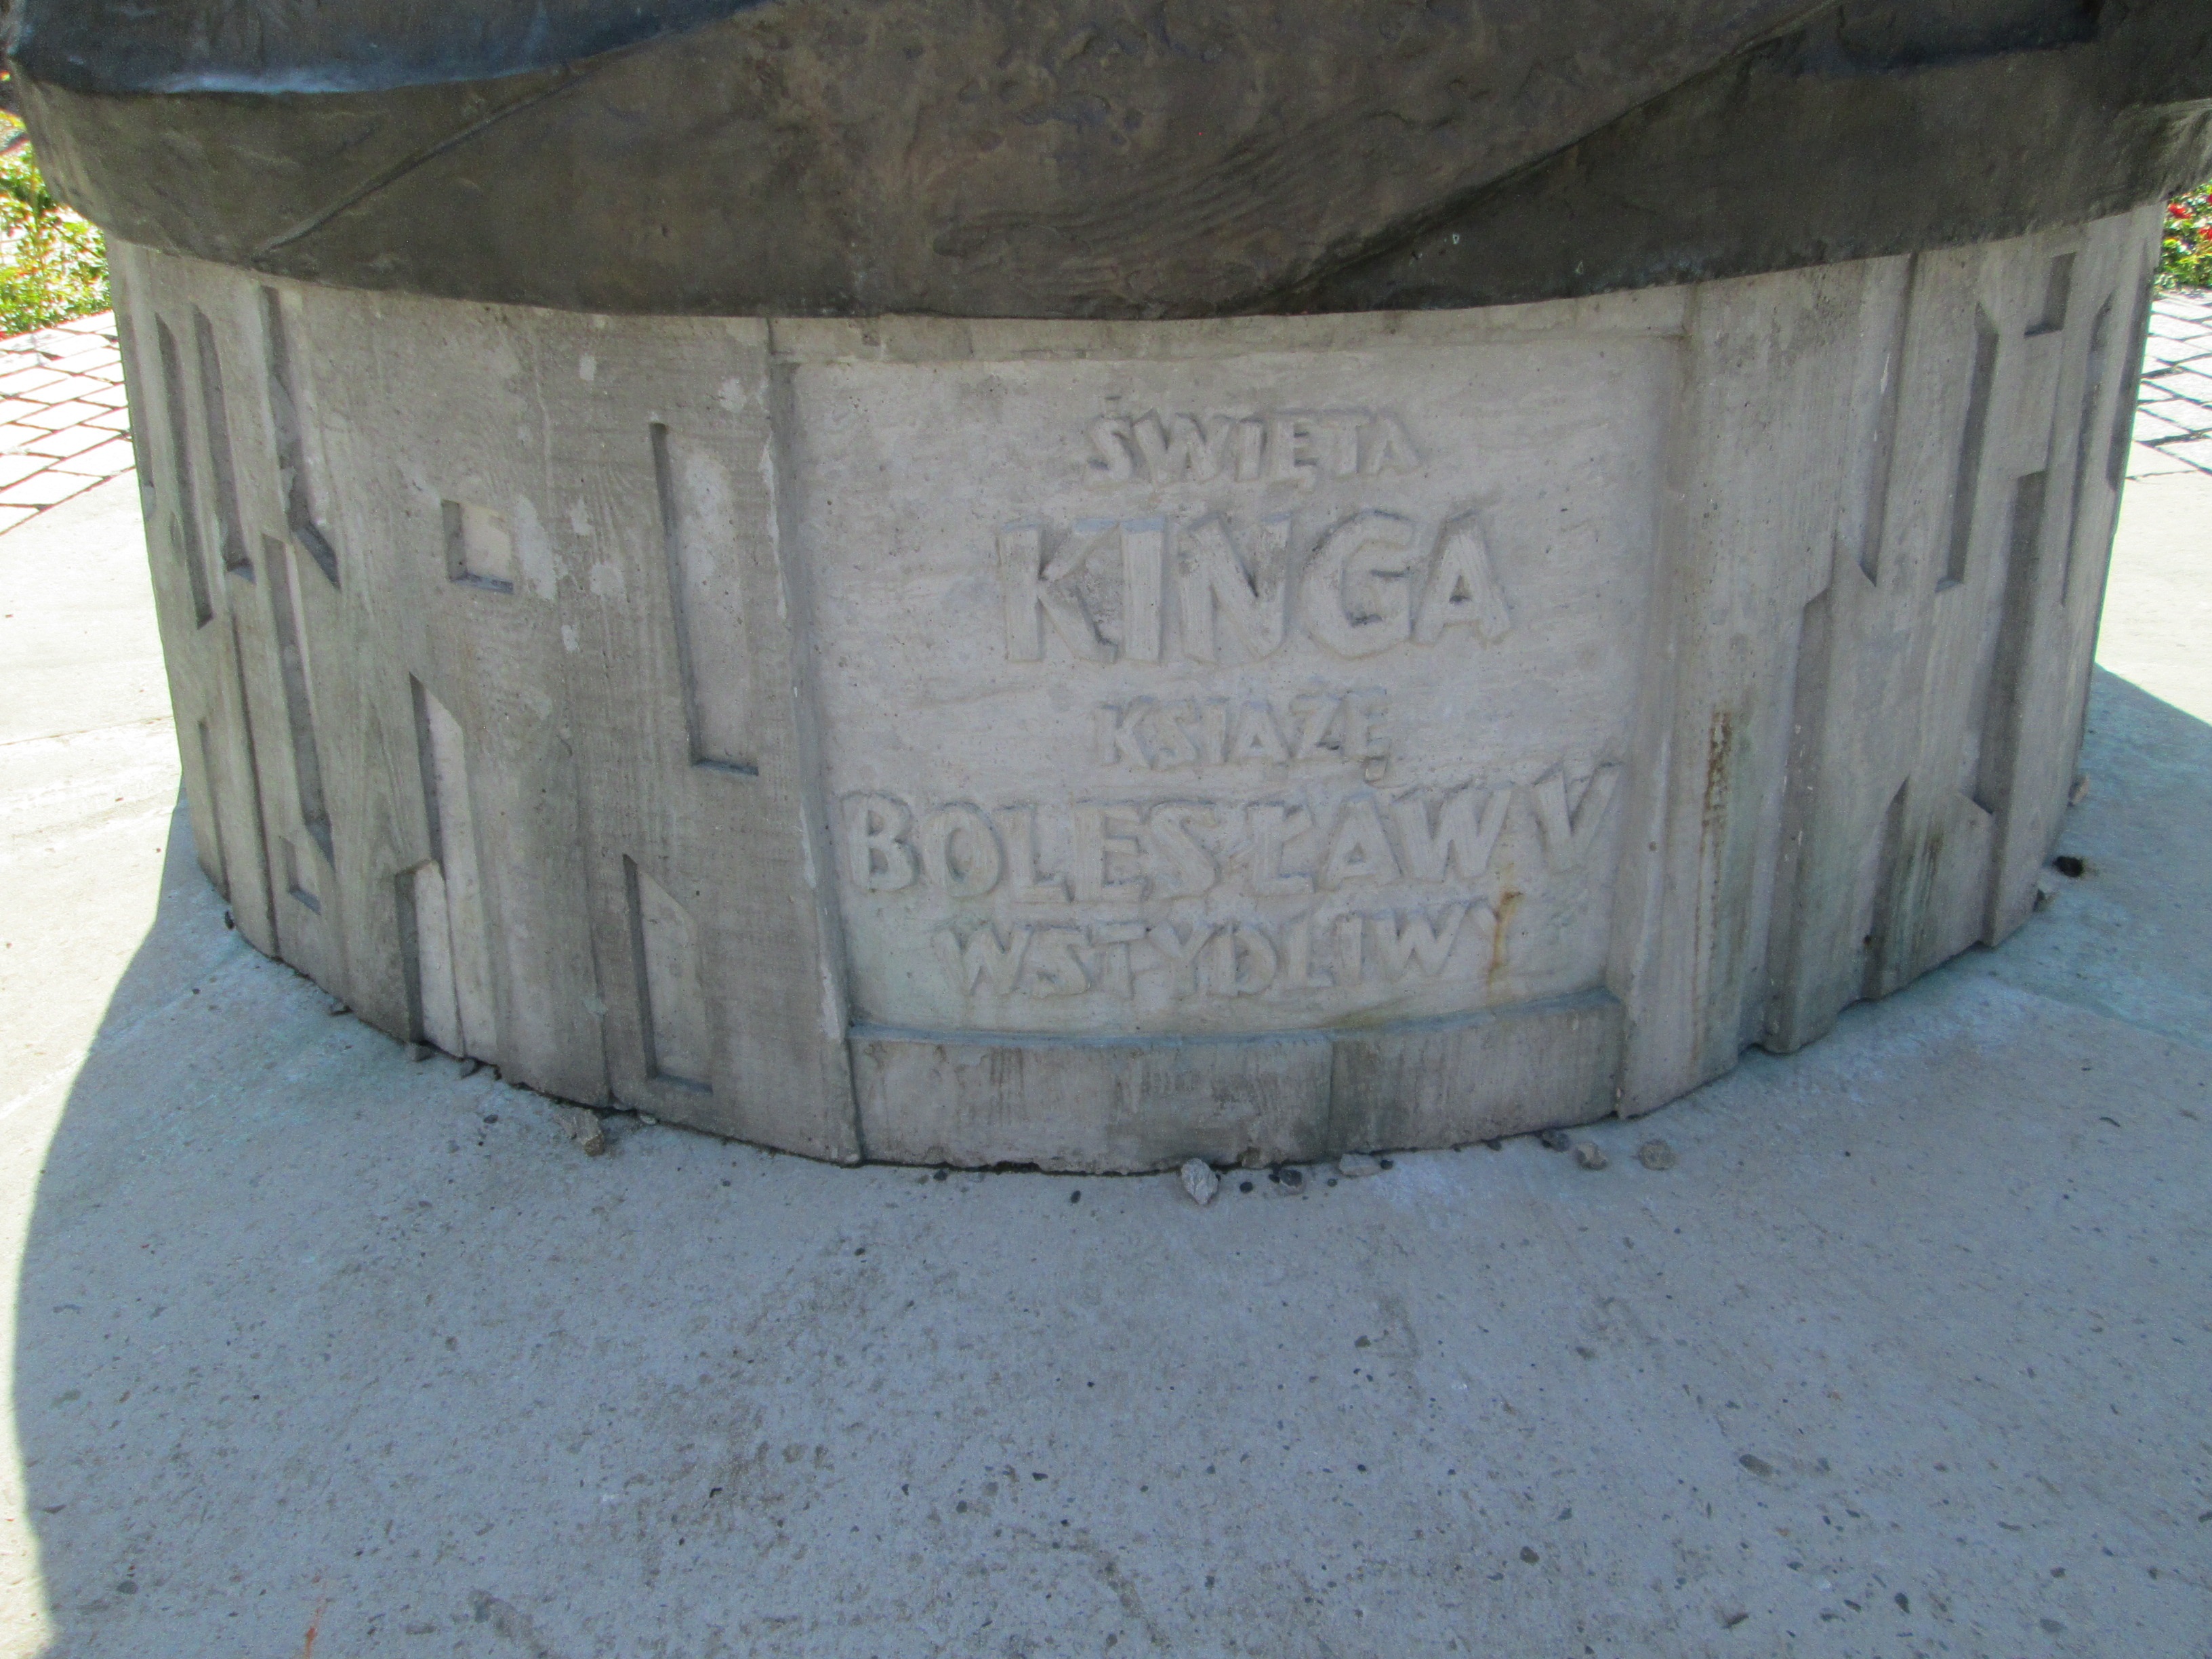 ŚWIĘTA
KINGA
KSIĄŻĘ
BOLESŁAW V
WSTYDLIWY